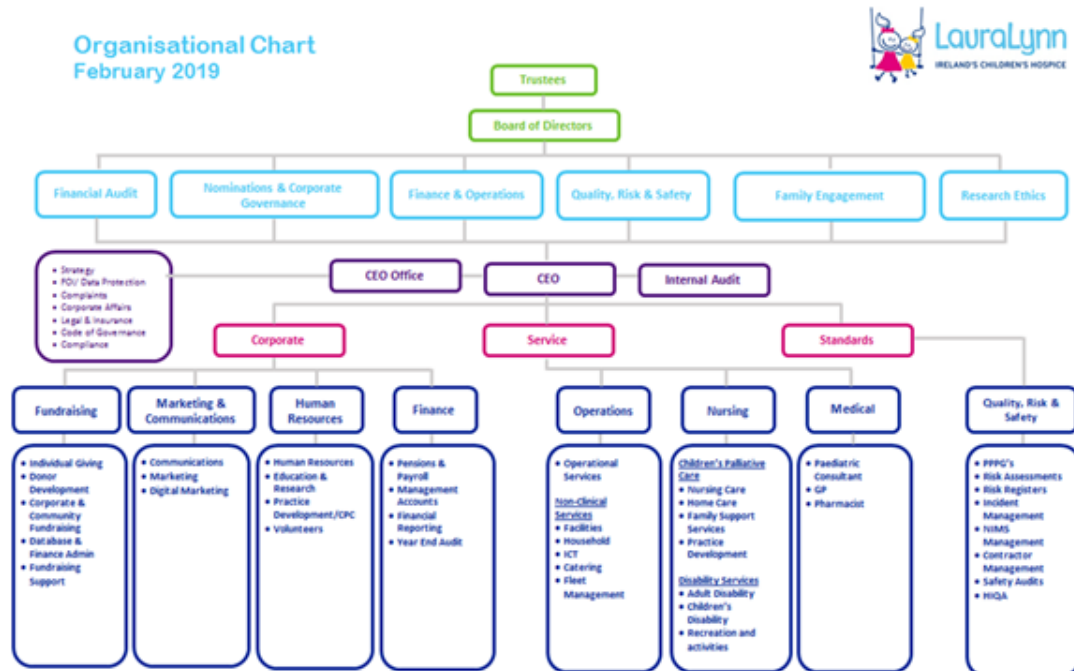 Organisational Chart
February 2019
LauraLynn
IRELAND'S CHILDREN'S HOSPICE
Trustees
Board of Directors
Financial Audit
Nominations & Corporate
Governance
Finance & Operations
Quality, Risk & Safety
Family Engagement
Research Ethics
• Strategy
• FOI/ Data Protection
• Complaints
• Corporate Affairs
• Legal & Insurance
• Code of Governance
• Compliance
CEO Office
CEO
Internal Audit
Corporate
Service
Standards
Fundraising
Marketing &
Communications
Human
Resources
Finance
Operations
Nursing
Medical
Quality, Risk &
Safety
• Individual Giving
• Donor
Development
• Corporate &
Community
Fundraising
• Database &
Finance Admin
• Fundraising
Support
• Communications
• Marketing
• Digital Marketing
• Human Resources
• Education &
Research
• Practice
Development/CPC
• Volunteers
• Pensions &
Payroll
• Management
Accounts
• Financial
Reporting
• Year End Audit
• Operational
Services
Non-Clinical
Services
• Facilities
• Household
• ICT
• Catering
• Fleet
Management
Children's Palliative
Care
• Nursing Care
• Home Care
• Family Support
Services
• Practice
Development
Disability Services
• Adult Disability
• Children's
Disability
• Recreation and
activities
• Paediatric
Consultant
• GP
• Pharmacist
• PPPG's
• Risk Assessments
• Risk Registers
• Incident
Management
• NIMS
Management
• Contractor
Management
• Safety Audits
• HIQA